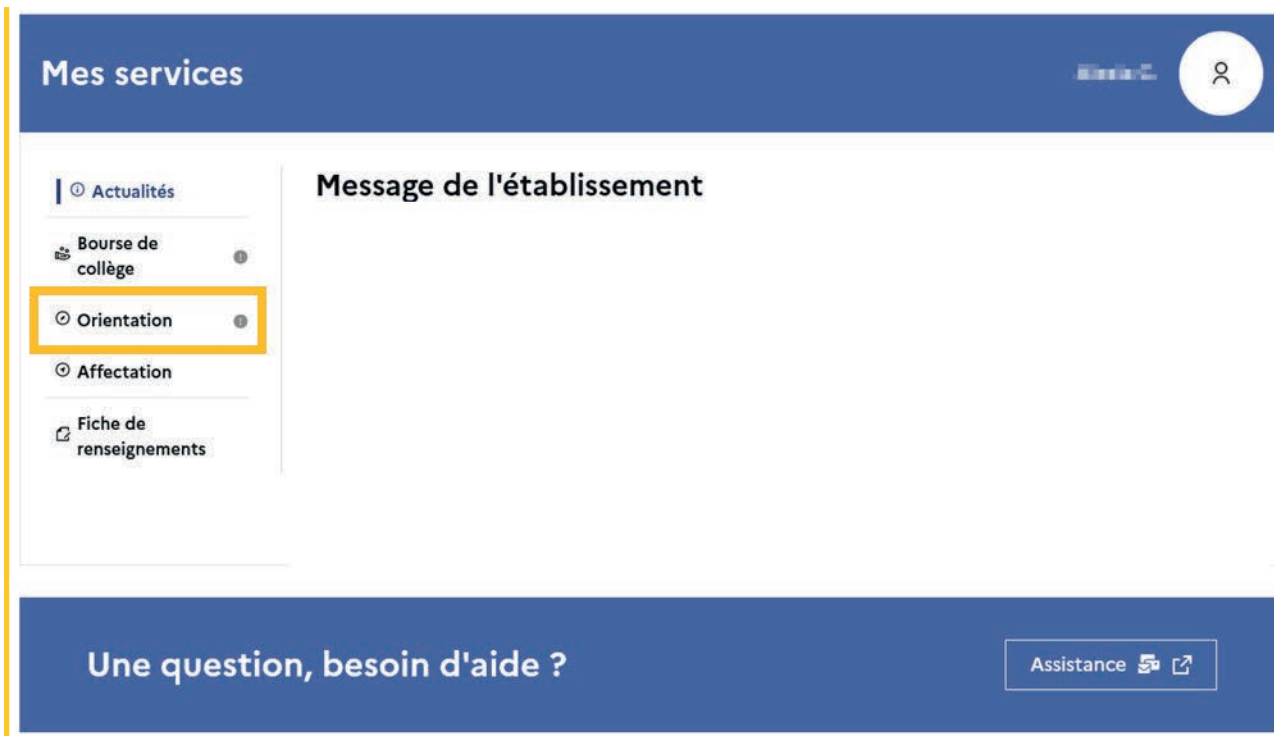 Mes services
Actualités
Message de l'établissement
Bourse de
collège
Orientation
Affectation
Fiche de
renseignements
Une question, besoin d'aide ?
Assistance